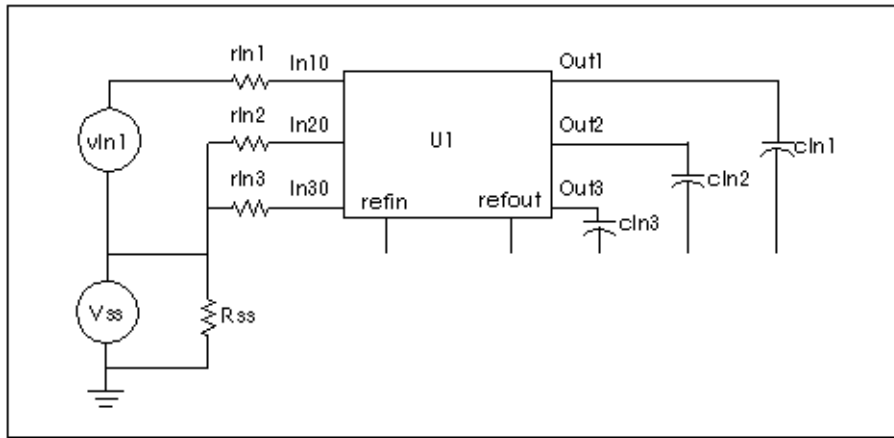 rIn1 In10 Out1
rIn2 In20 Out2
vIn1 U1 cIn1
rIn3 In30 Out3 cIn2
refin refout cIn3
Vss Rss